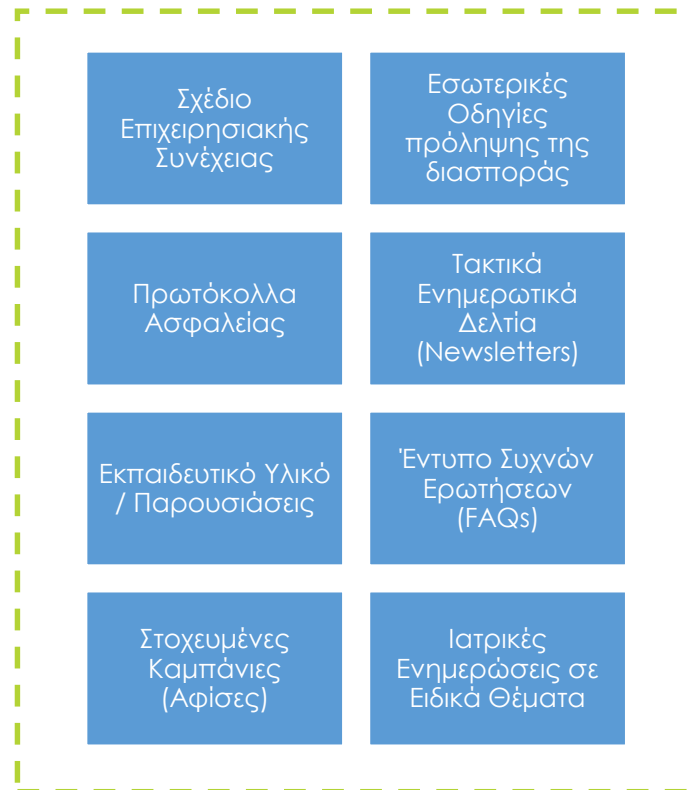 Σχέδιο
Επιχειρησιακής
Συνέχειας
Εσωτερικές
Οδηγίες
πρόληψης της
διασποράς
Πρωτόκολλα
Ασφαλείας
Τακτικά
Ενημερωτικά
Δελτία
(Newsletters)
Εκπαιδευτικό Υλικό
/ Παρουσιάσεις
Έντυπο Συχνών
Ερωτήσεων
(FAQs)
Στοχευμένες
Καμπάνιες
(Αφίσες)
Ιατρικές
Ενημερώσεις σε
Ειδικά Θέματα